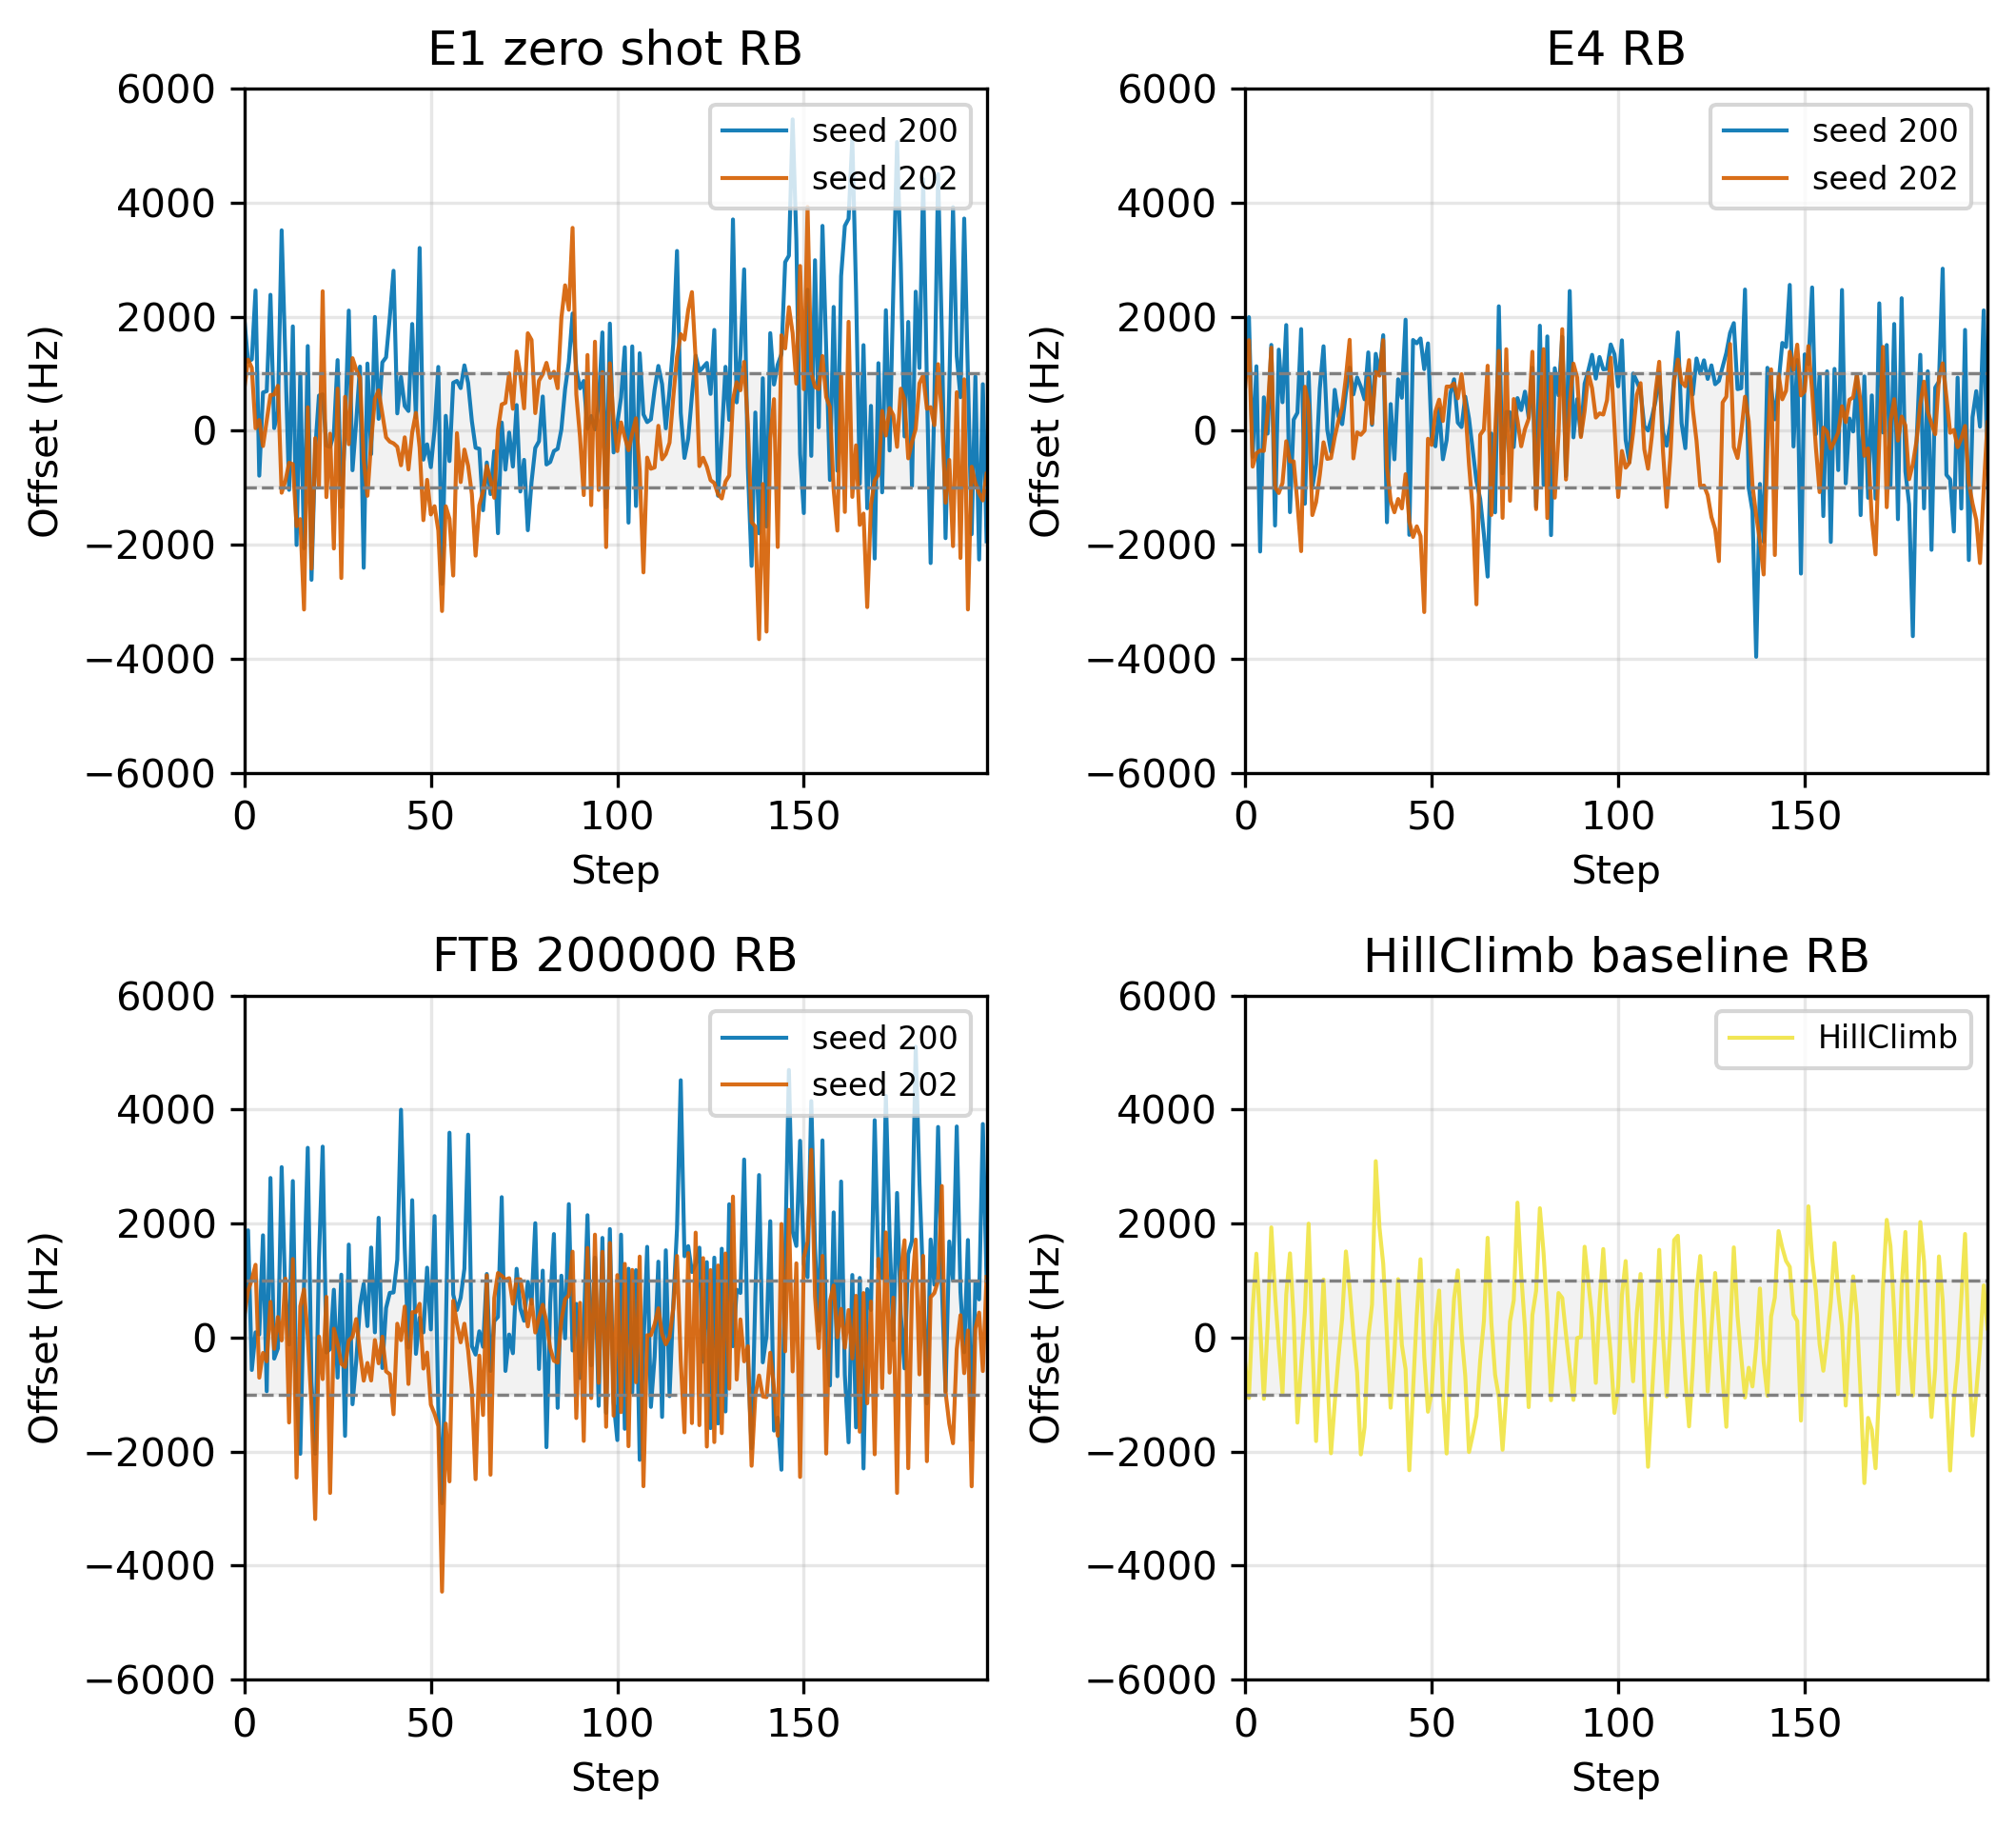 E1 zero shot RB
6000
4000
2000
0
−2000
−4000
−6000
Offset (Hz)
seed 200
seed 202
0 50 100 150
Step
E4 RB
6000
4000
2000
0
−2000
−4000
−6000
Offset (Hz)
seed 200
seed 202
0 50 100 150
Step
FTB 200000 RB
6000
4000
2000
0
−2000
−4000
−6000
Offset (Hz)
seed 200
seed 202
0 50 100 150
Step
HillClimb baseline RB
6000
4000
2000
0
−2000
−4000
−6000
Offset (Hz)
HillClimb
0 50 100 150
Step